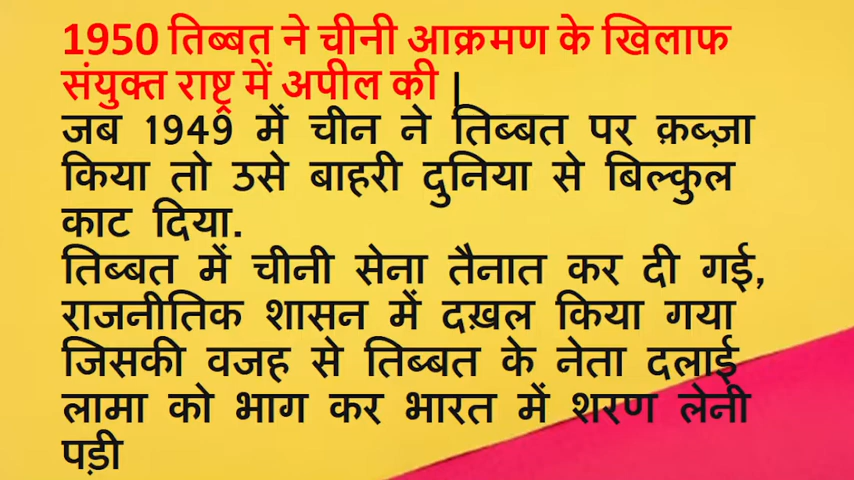 1950 तिब्बत ने चीनी आक्रमण के खिलाफ
संयुक्त राष्ट्र में अपील की |
जब 1949 में चीन ने तिब्बत पर क़ब्ज़ा
किया तो उसे बाहरी दुनिया से बिल्कुल
काट दिया.
तिब्बत में चीनी सेना तैनात कर दी गई,
राजनीतिक शासन में दख़ल किया गया
जिसकी वजह से तिब्बत के नेता दलाई
लामा को भाग कर भारत में शरण लेनी
पड़ी